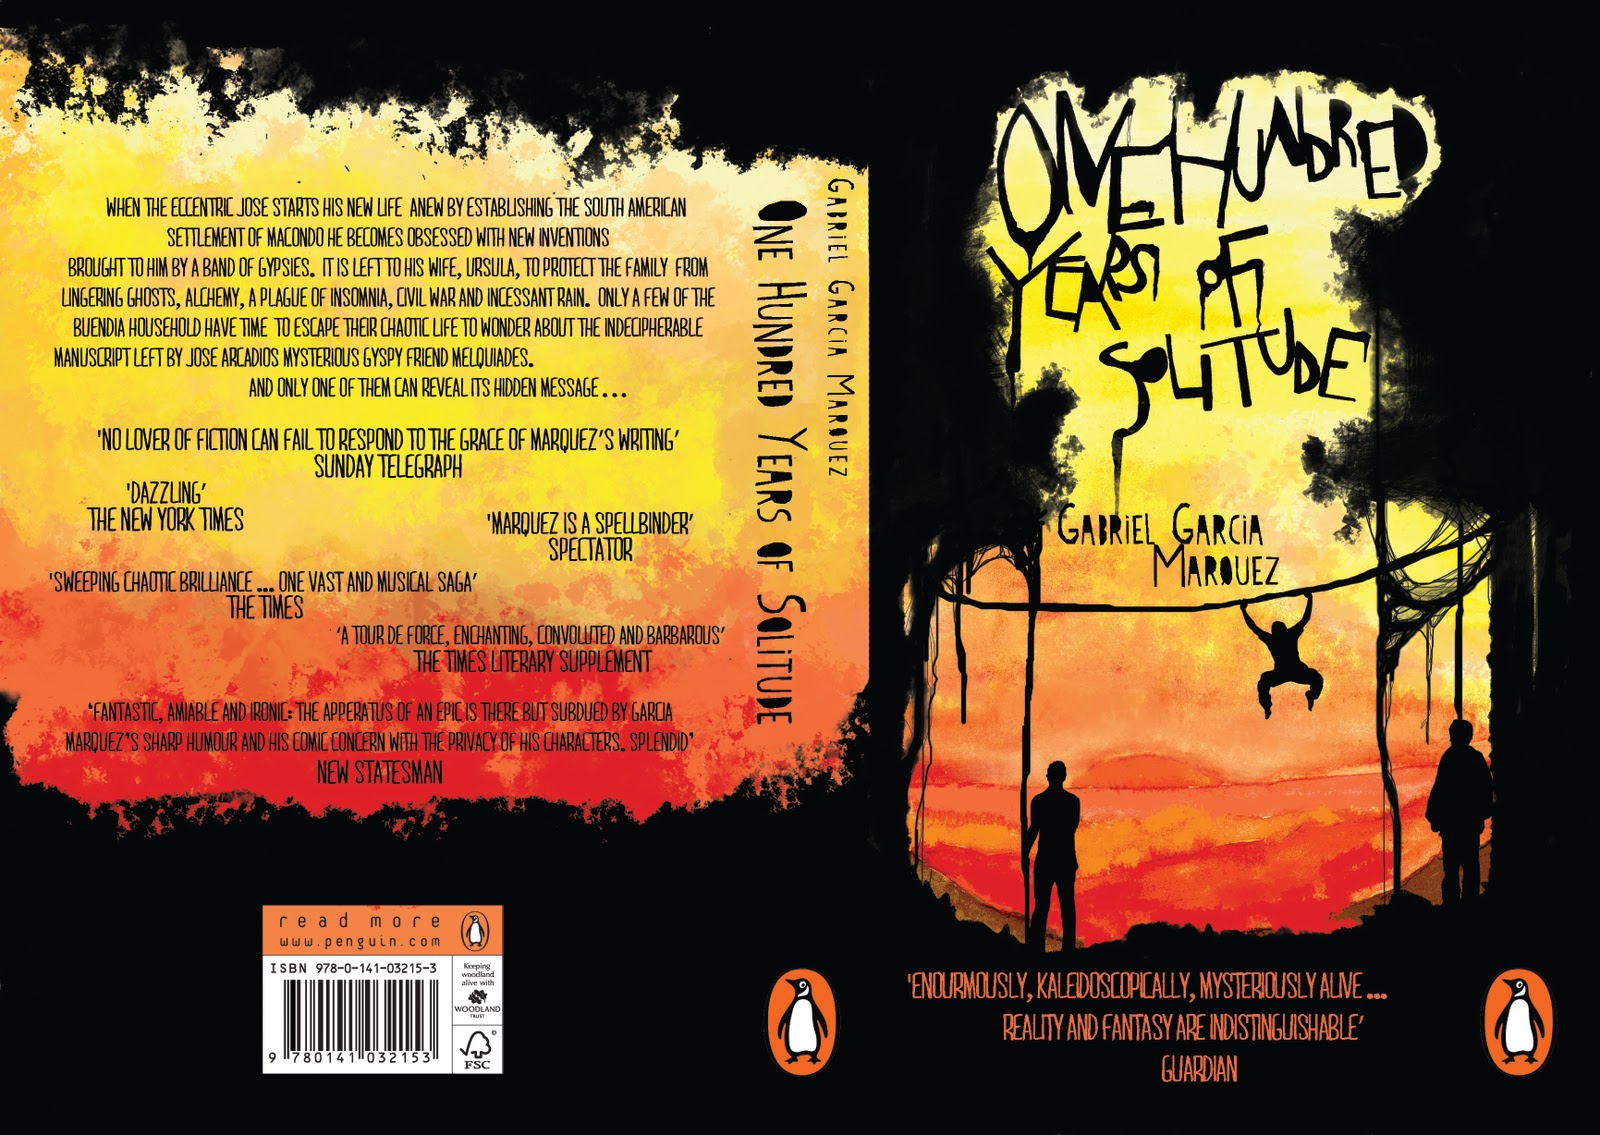 WHEN THE ECCENTRIC JOSE STARTS HIS NEW LIFE ANEW BY ESTABLISHING THE SOUTH AMERICAN
SETTLEMENT OF MACONDO HE BECOMES OBSESSED WITH NEW INVENTIONS
BROUGHT TO HIM BY A BAND OF GYPSIES. IT IS LEFT TO HIS WIFE, URSULA, TO PROTECT THE FAMILY FROM
LINGERING GHOSTS, ALCHEMY, A PLAGUE OF INSOMNIA, CIVIL WAR AND INCESSANT RAIN. ONLY A FEW OF THE
BUENDIA HOUSEHOLD HAVE TIME TO ESCAPE THEIR CHAOTIC LIFE TO WONDER ABOUT THE INDECIPHERABLE
MANUSCRIPT LEFT BY JOSE ARCADIOS MYSTERIOUS GYSPY FRIEND MELQUIADES.
AND ONLY ONE OF THEM CAN REVEAL ITS HIDDEN MESSAGE . . .
'NO LOVER OF FICTION CAN FAIL TO RESPOND TO THE GRACE OF MARQUEZ'S WRITING'
SUNDAY TELEGRAPH
'DAZZLING'
THE NEW YORK TIMES
'MARQUEZ IS A SPELLBINDER'
SPECTATOR
'SWEEPING CHAOTIC BRILLIANCE ... ONE VAST AND MUSICAL SAGA'
THE TIMES
'A TOUR DE FORCE, ENCHANTING, CONVOLUTED AND BARBAROUS'
THE TIMES LITERARY SUPPLEMENT
'FANTASTIC, AMIABLE AND IRONIC: THE APPERATUS OF AN EPIC IS THERE BUT SUBDUED BY GARCIA
MARQUEZ'S SHARP HUMOUR AND HIS COMIC CONCERN WITH THE PRIVACY OF HIS CHARACTERS. SPLENDID'
NEW STATESMAN
read more
www.penguin.com
ISBN 978-0-141-03215-3
9 780141 032153
Keeping
woodland
alive with
WOODLAND
TRUST
©
FSC
GABRIEL GARCIA MARQUEZ
ONE HUNDRED YEARS OF SOLITUDE
ONE HUNDRED
YEARS OF
SOLITUDE
GABRIEL GARCIA
MARQUEZ
'ENOURMOUSLY, KALEIDOSCOPICALLY, MYSTERIOUSLY ALIVE ...
REALITY AND FANTASY ARE INDISTINGUISHABLE'
GUARDIAN